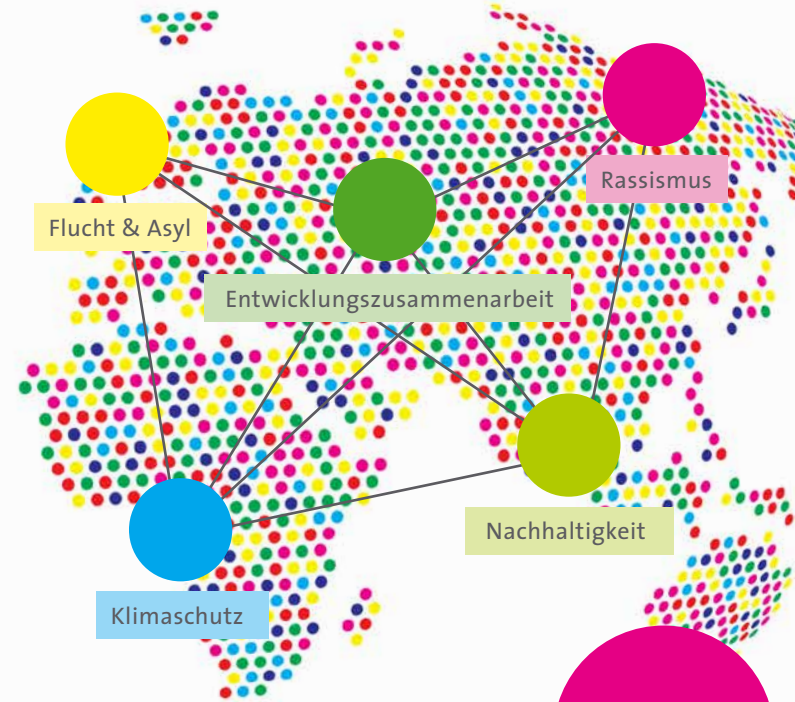 Rassismus
Flucht & Asyl
Entwicklungszusammenarbeit
Nachhaltigkeit
Klimaschutz